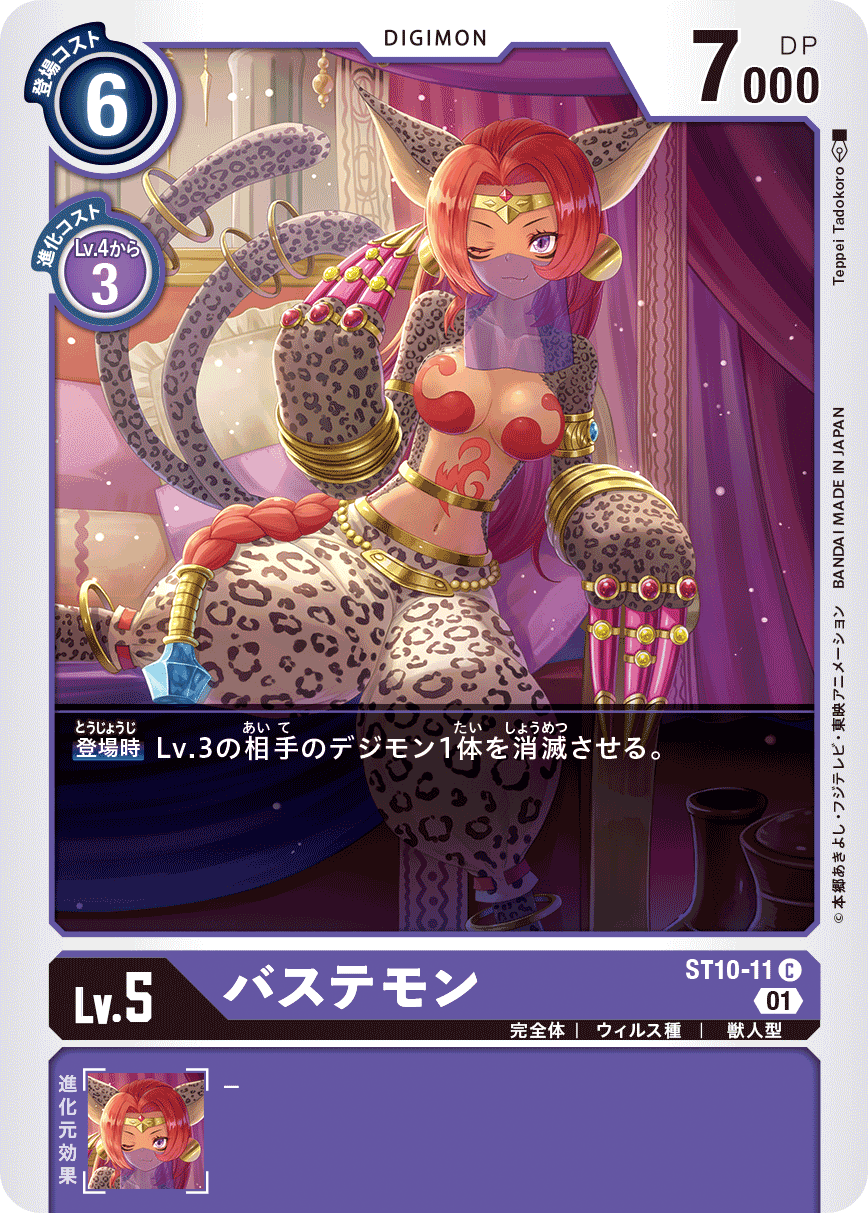 DIGIMON
登場コスト
6
7000
DP
進化コスト
Lv.4から
3
Teppei Tadokoro
BANDAI MADE IN JAPAN
© 本郷あきよし・フジテレビ・東映アニメーション
とうじょうじ あいて たい しょうめつ
登場時 Lv.3の相手のデジモン1体を消滅させる。
Lv.5
バステモン
ST10-11 C
01
完全体 | ウィルス種 | 獣人型
進化元効果
–